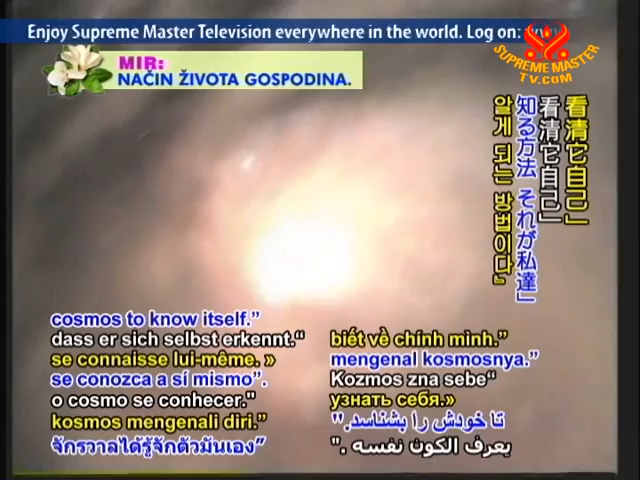 Enjoy Supreme Master Television everywhere in the world. Log on:
SUPREME MASTER
TV.COM
MIR:
NAČIN ŽIVOTA GOSPODINA.
看清它自己」
看清它自己」
知る方法 それが私達」
알게 되는 방법이다』
cosmos to know itself.”
dass er sich selbst erkennt.“
se connaisse lui-même. »
se conozca a sí mismo”.
o cosmo se conhecer."
kosmos mengenali diri.”
จักรวาลได้รู้จักตัวมันเอง”
biết về chính mình.”
mengenal kosmosnya.”
Kozmos zna sebe“
узнать себя.»
تا خودش را بشناسد."
يعرف الكون نفسه ."